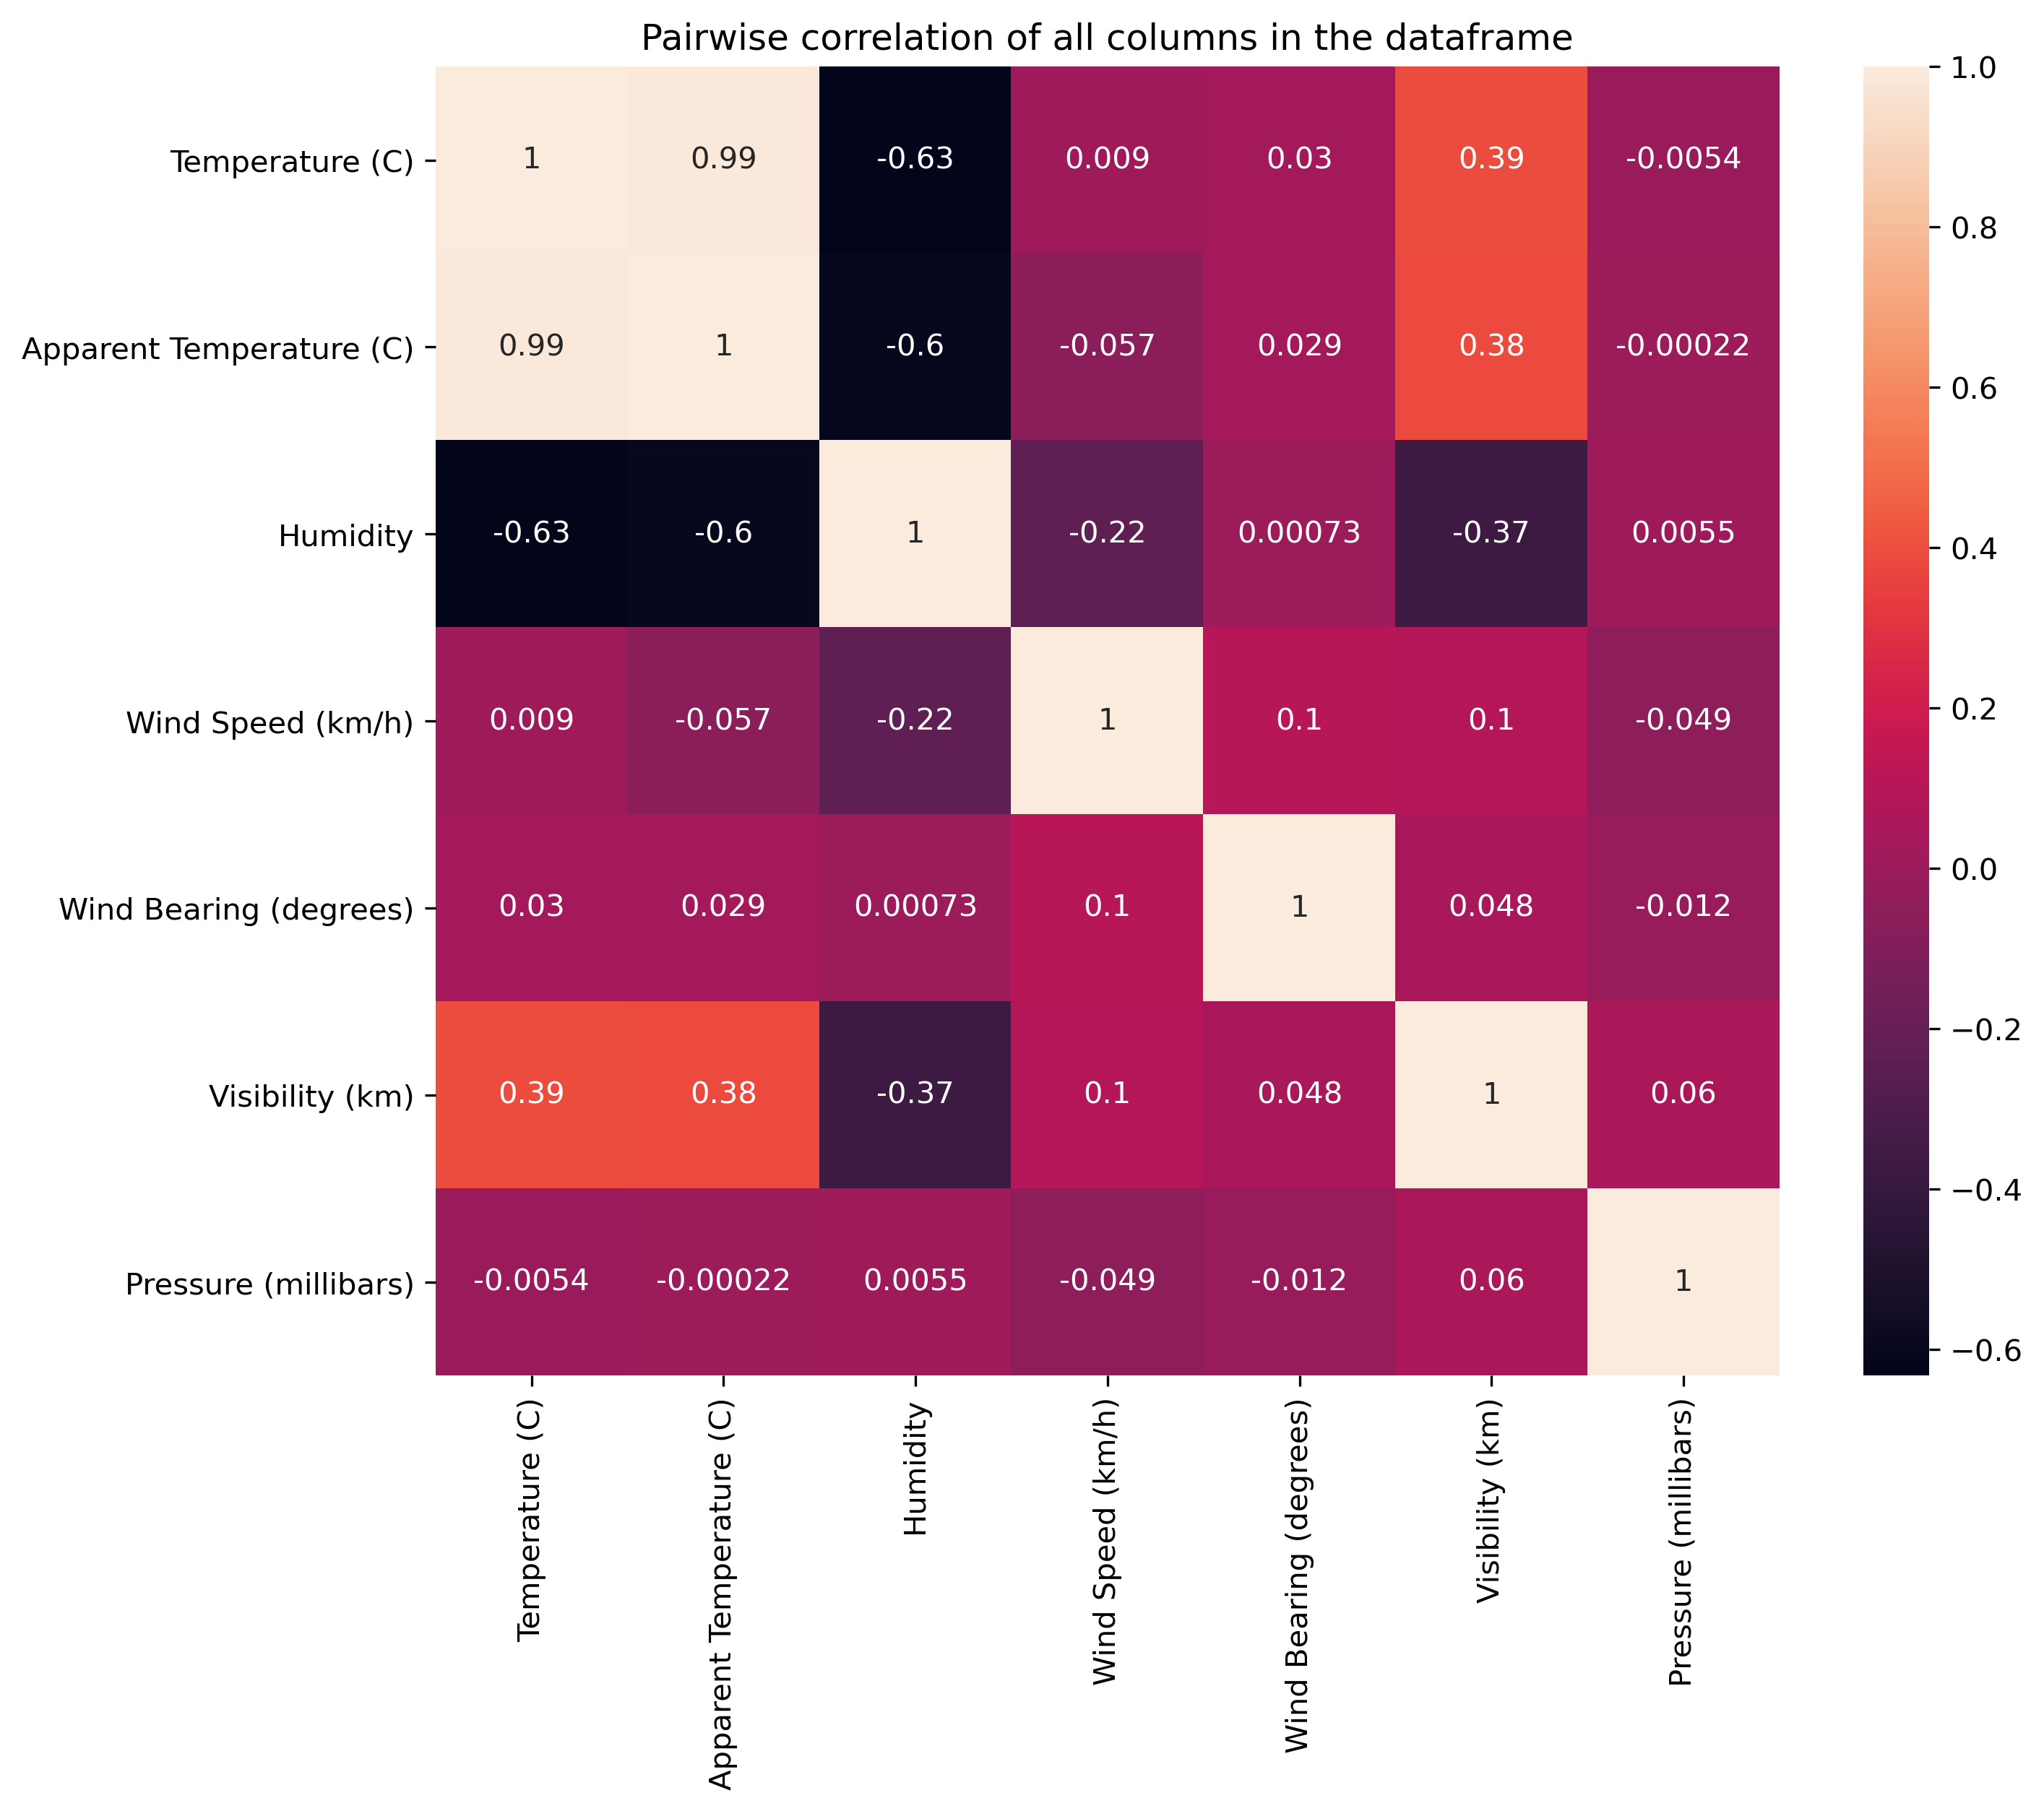 Pairwise correlation of all columns in the dataframe
Temperature (C) 1 0.99 -0.63 0.009 0.03 0.39 -0.0054
Apparent Temperature (C) 0.99 1 -0.6 -0.057 0.029 0.38 -0.00022
Humidity -0.63 -0.6 1 -0.22 0.00073 -0.37 0.0055
Wind Speed (km/h) 0.009 -0.057 -0.22 1 0.1 0.1 -0.049
Wind Bearing (degrees) 0.03 0.029 0.00073 0.1 1 0.048 -0.012
Visibility (km) 0.39 0.38 -0.37 0.1 0.048 1 0.06
Pressure (millibars) -0.0054 -0.00022 0.0055 -0.049 -0.012 0.06 1
Temperature (C)
Apparent Temperature (C)
Humidity
Wind Speed (km/h)
Wind Bearing (degrees)
Visibility (km)
Pressure (millibars)
1.0
0.8
0.6
0.4
0.2
0.0
−0.2
−0.4
−0.6